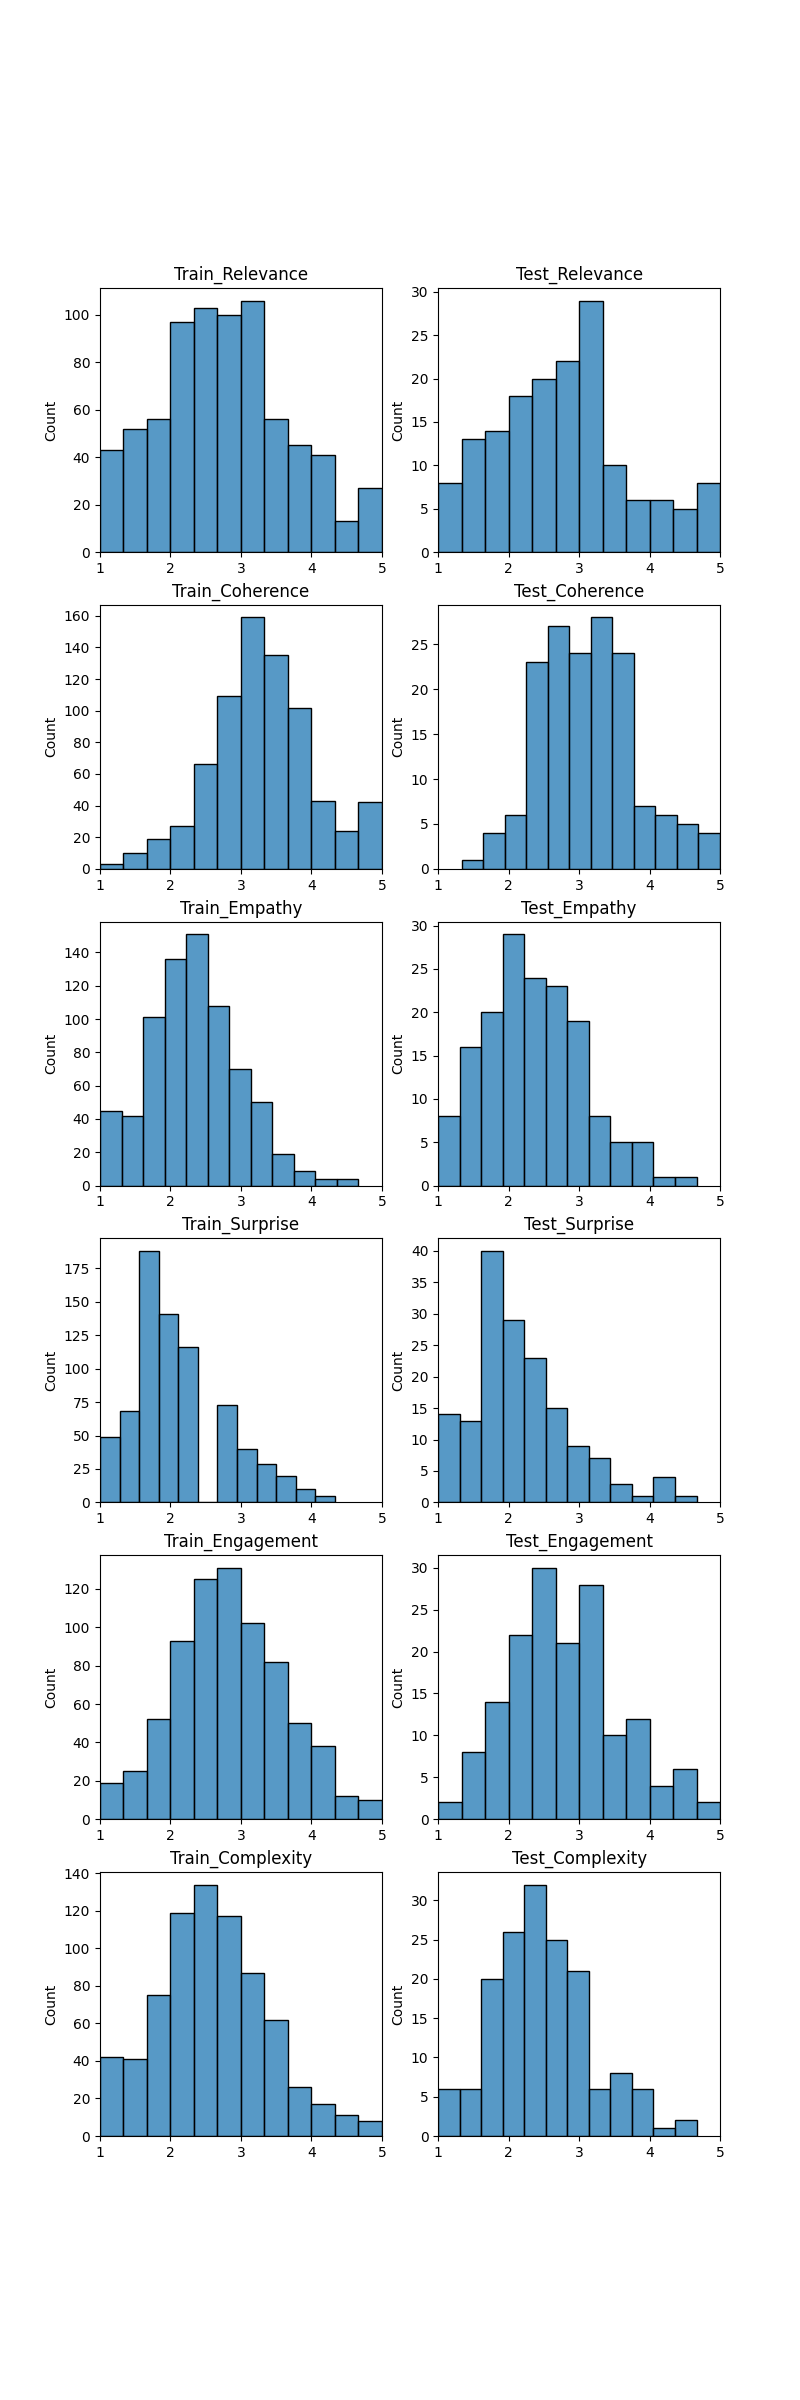 Train_Relevance
Test_Relevance
Count
100
80
60
40
20
0
1 2 3 4 5
Count
30
25
20
15
10
5
0
1 2 3 4 5
Train_Coherence
Test_Coherence
Count
160
140
120
100
80
60
40
20
0
1 2 3 4 5
Count
25
20
15
10
5
0
1 2 3 4 5
Train_Empathy
Test_Empathy
Count
140
120
100
80
60
40
20
0
1 2 3 4 5
Count
30
25
20
15
10
5
0
1 2 3 4 5
Train_Surprise
Test_Surprise
Count
175
150
125
100
75
50
25
0
1 2 3 4 5
Count
40
35
30
25
20
15
10
5
0
1 2 3 4 5
Train_Engagement
Test_Engagement
Count
120
100
80
60
40
20
0
1 2 3 4 5
Count
30
25
20
15
10
5
0
1 2 3 4 5
Train_Complexity
Test_Complexity
Count
140
120
100
80
60
40
20
0
1 2 3 4 5
Count
30
25
20
15
10
5
0
1 2 3 4 5